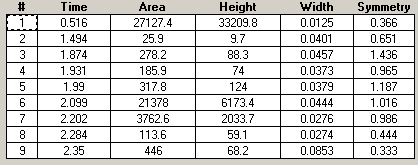 # Time Area Height Width Symmetry
1 0.516 27127.4 33209.8 0.0125 0.366
2 1.494 25.9 9.7 0.0401 0.651
3 1.874 278.2 88.3 0.0457 1.436
4 1.931 185.9 74 0.0373 0.965
5 1.99 317.8 124 0.0379 1.187
6 2.099 21378 6173.4 0.0444 1.016
7 2.202 3762.6 2033.7 0.0276 0.986
8 2.284 113.6 59.1 0.0274 0.444
9 2.35 446 68.2 0.0853 0.333